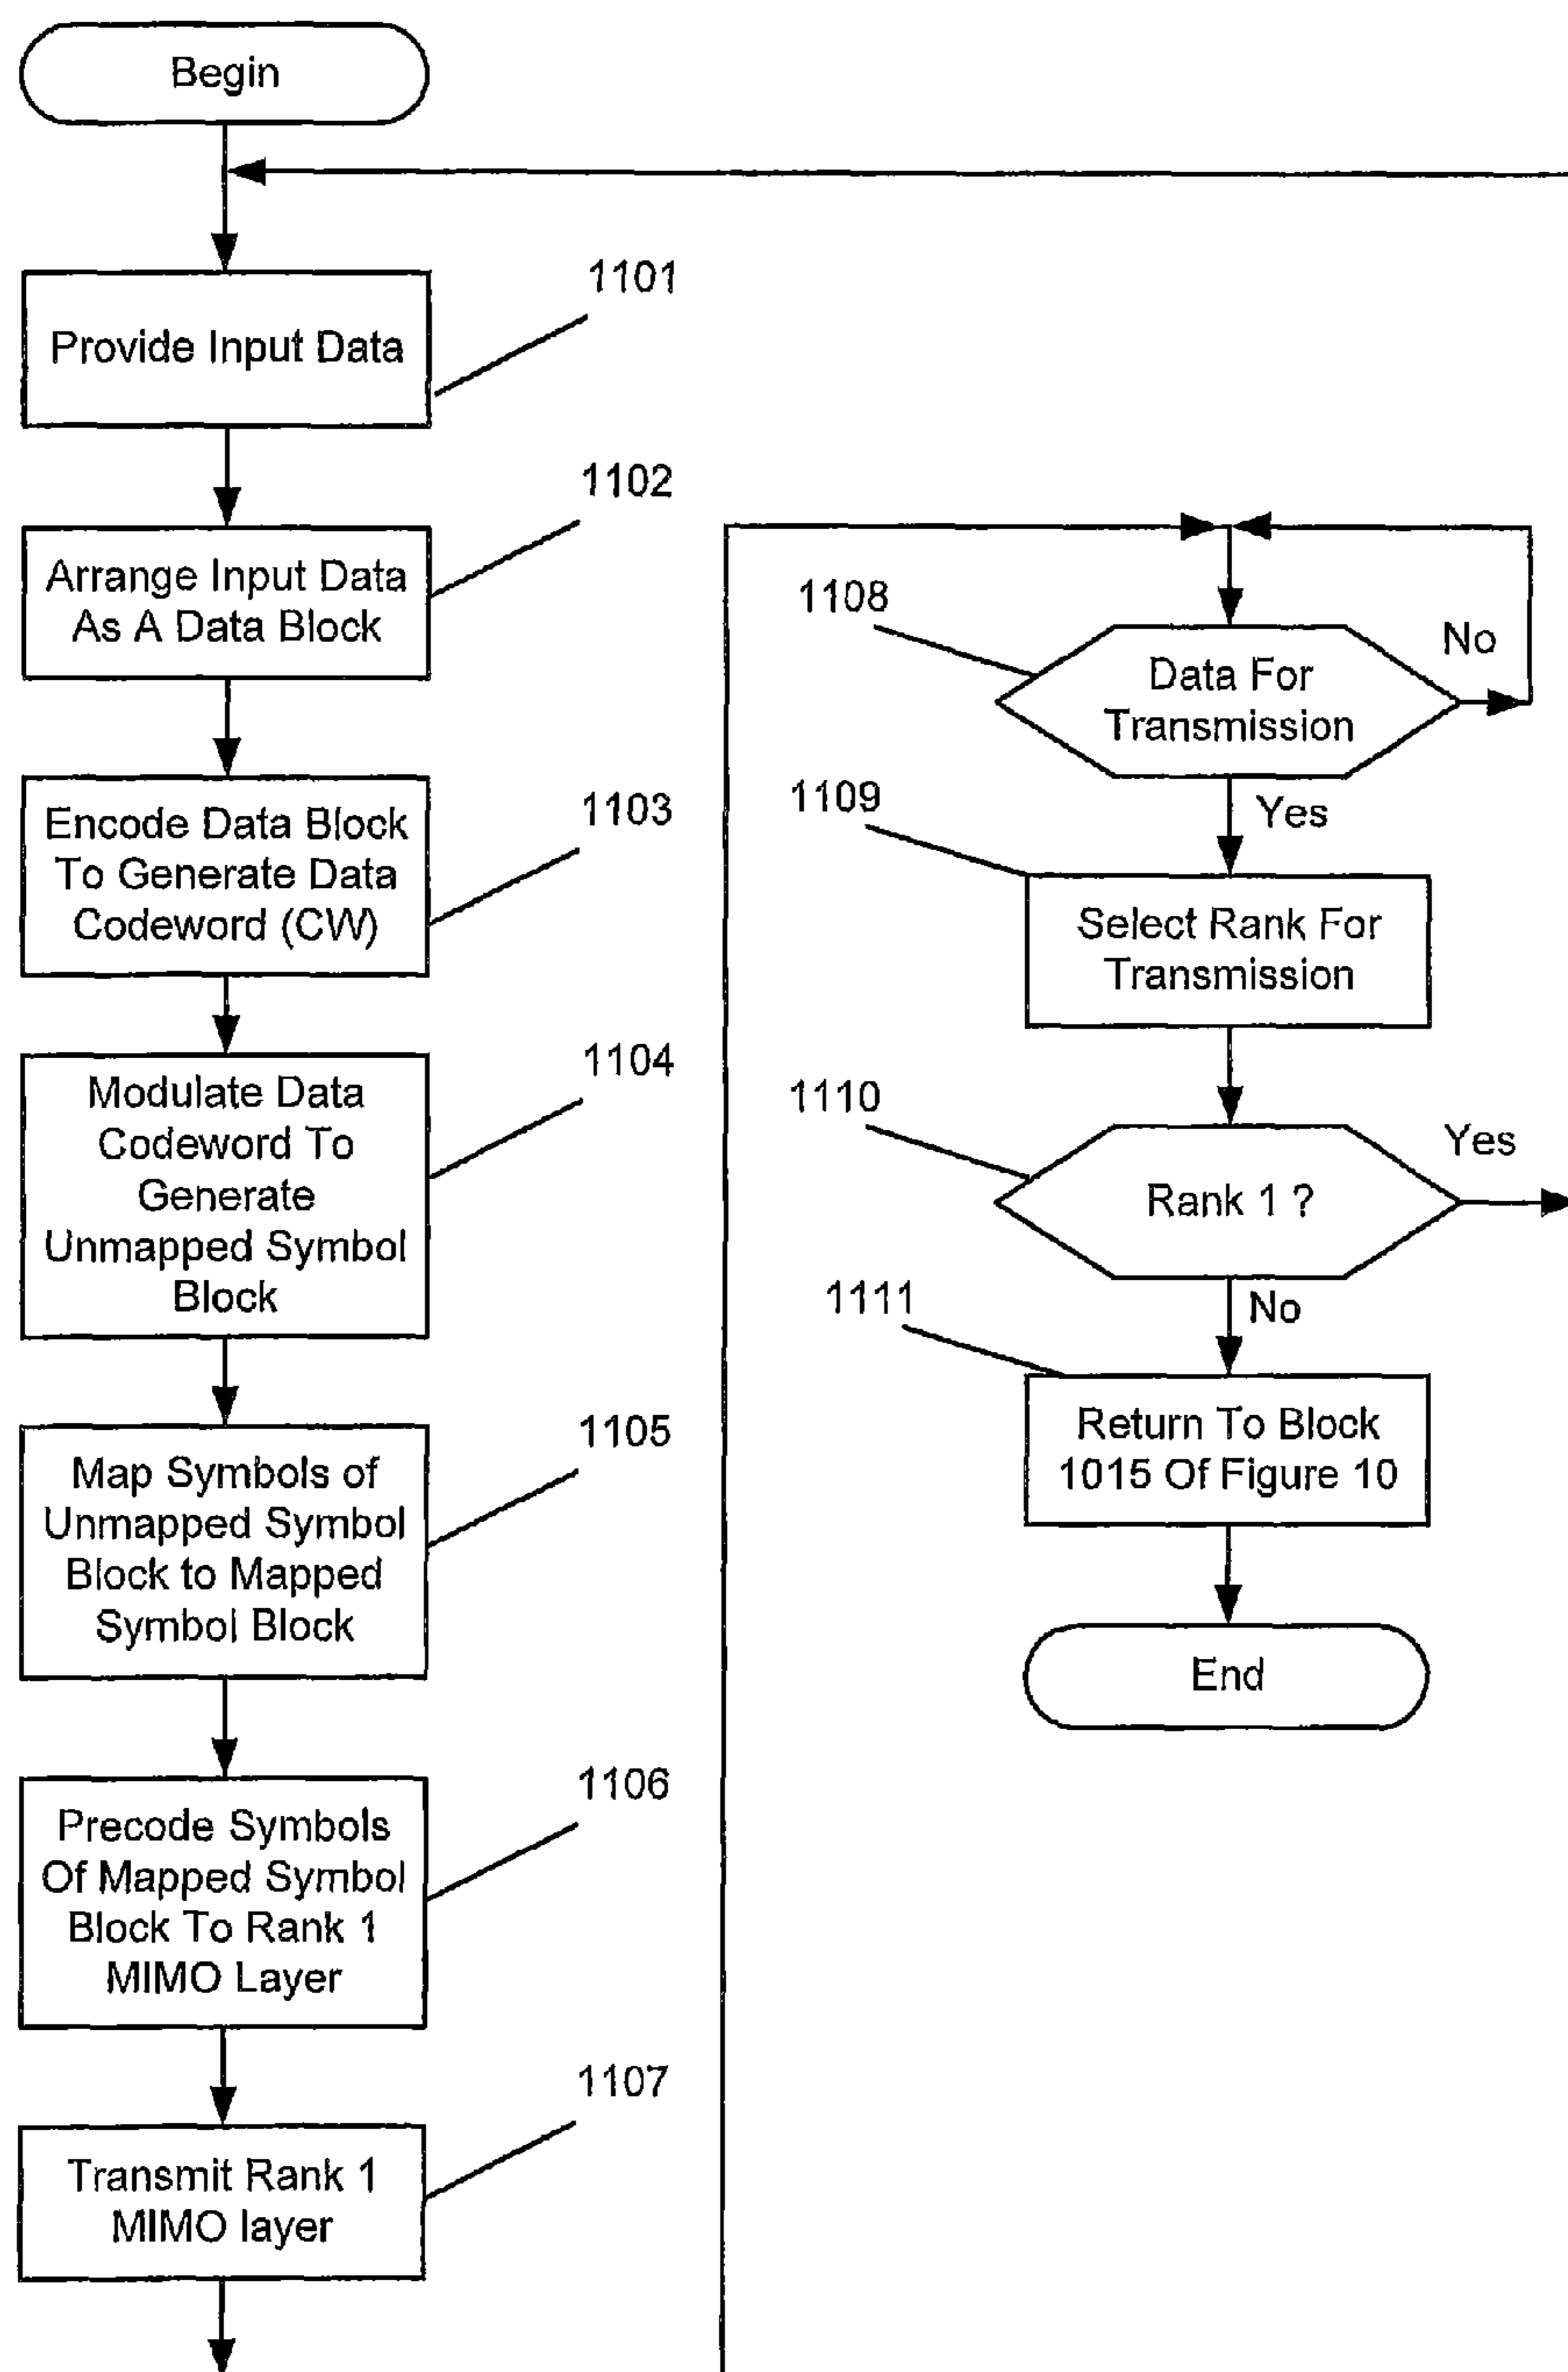 Begin
1101
Provide Input Data
1102
Arrange Input Data
As A Data Block
1103
Encode Data Block
To Generate Data
Codeword (CW)
1104
Modulate Data
Codeword To
Generate
Unmapped Symbol
Block
1105
Map Symbols of
Unmapped Symbol
Block to Mapped
Symbol Block
1106
Precode Symbols
Of Mapped Symbol
Block To Rank 1
MIMO Layer
1107
Transmit Rank 1
MIMO layer
1108
Data For
Transmission
No
Yes
1109
Select Rank For
Transmission
1110
Rank 1 ?
Yes
No
1111
Return To Block
1015 Of Figure 10
End